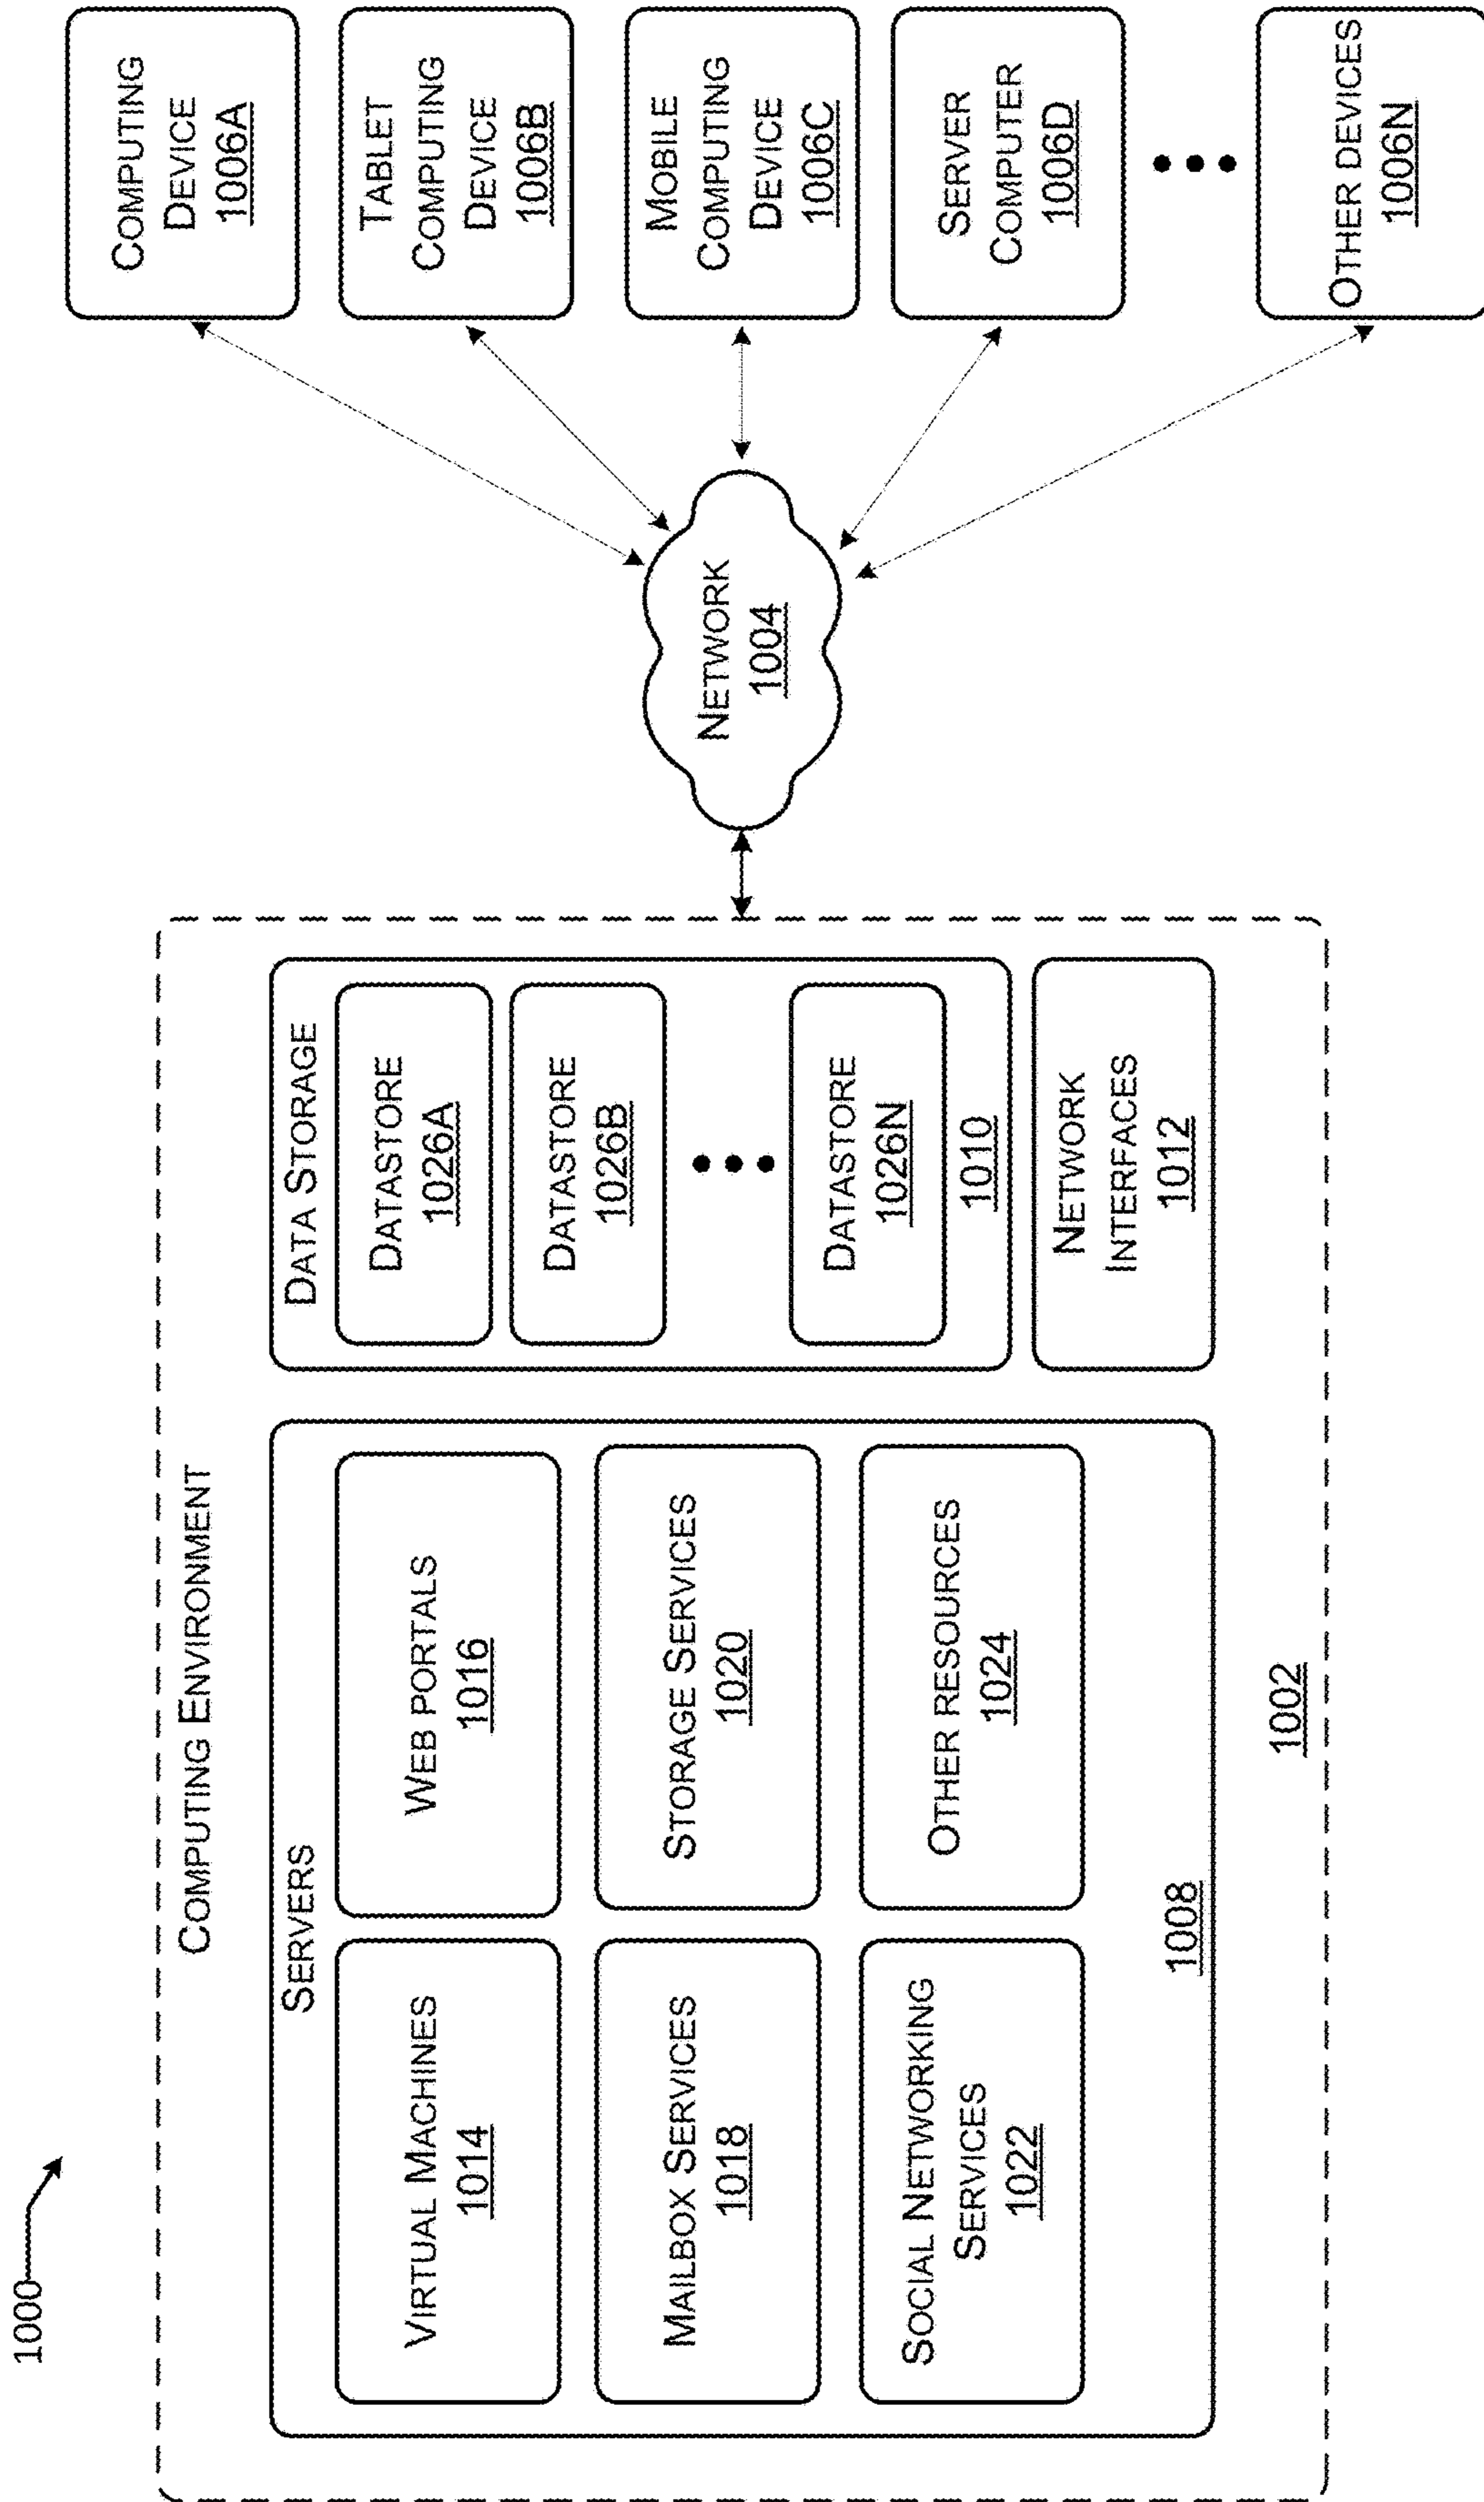 1000
COMPUTING ENVIRONMENT
SERVERS
VIRTUAL MACHINES
1014
WEB PORTALS
1016
MAILBOX SERVICES
1018
STORAGE SERVICES
1020
SOCIAL NETWORKING
SERVICES
1022
OTHER RESOURCES
1024
1008
DATA STORAGE
DATASTORE
1026A
DATASTORE
1026B
DATASTORE
1026N
1010
NETWORK
INTERFACES
1012
1002
NETWORK
1004
COMPUTING
DEVICE
1006A
TABLET
COMPUTING
DEVICE
1006B
MOBILE
COMPUTING
DEVICE
1006C
SERVER
COMPUTER
1006D
OTHER DEVICES
1006N